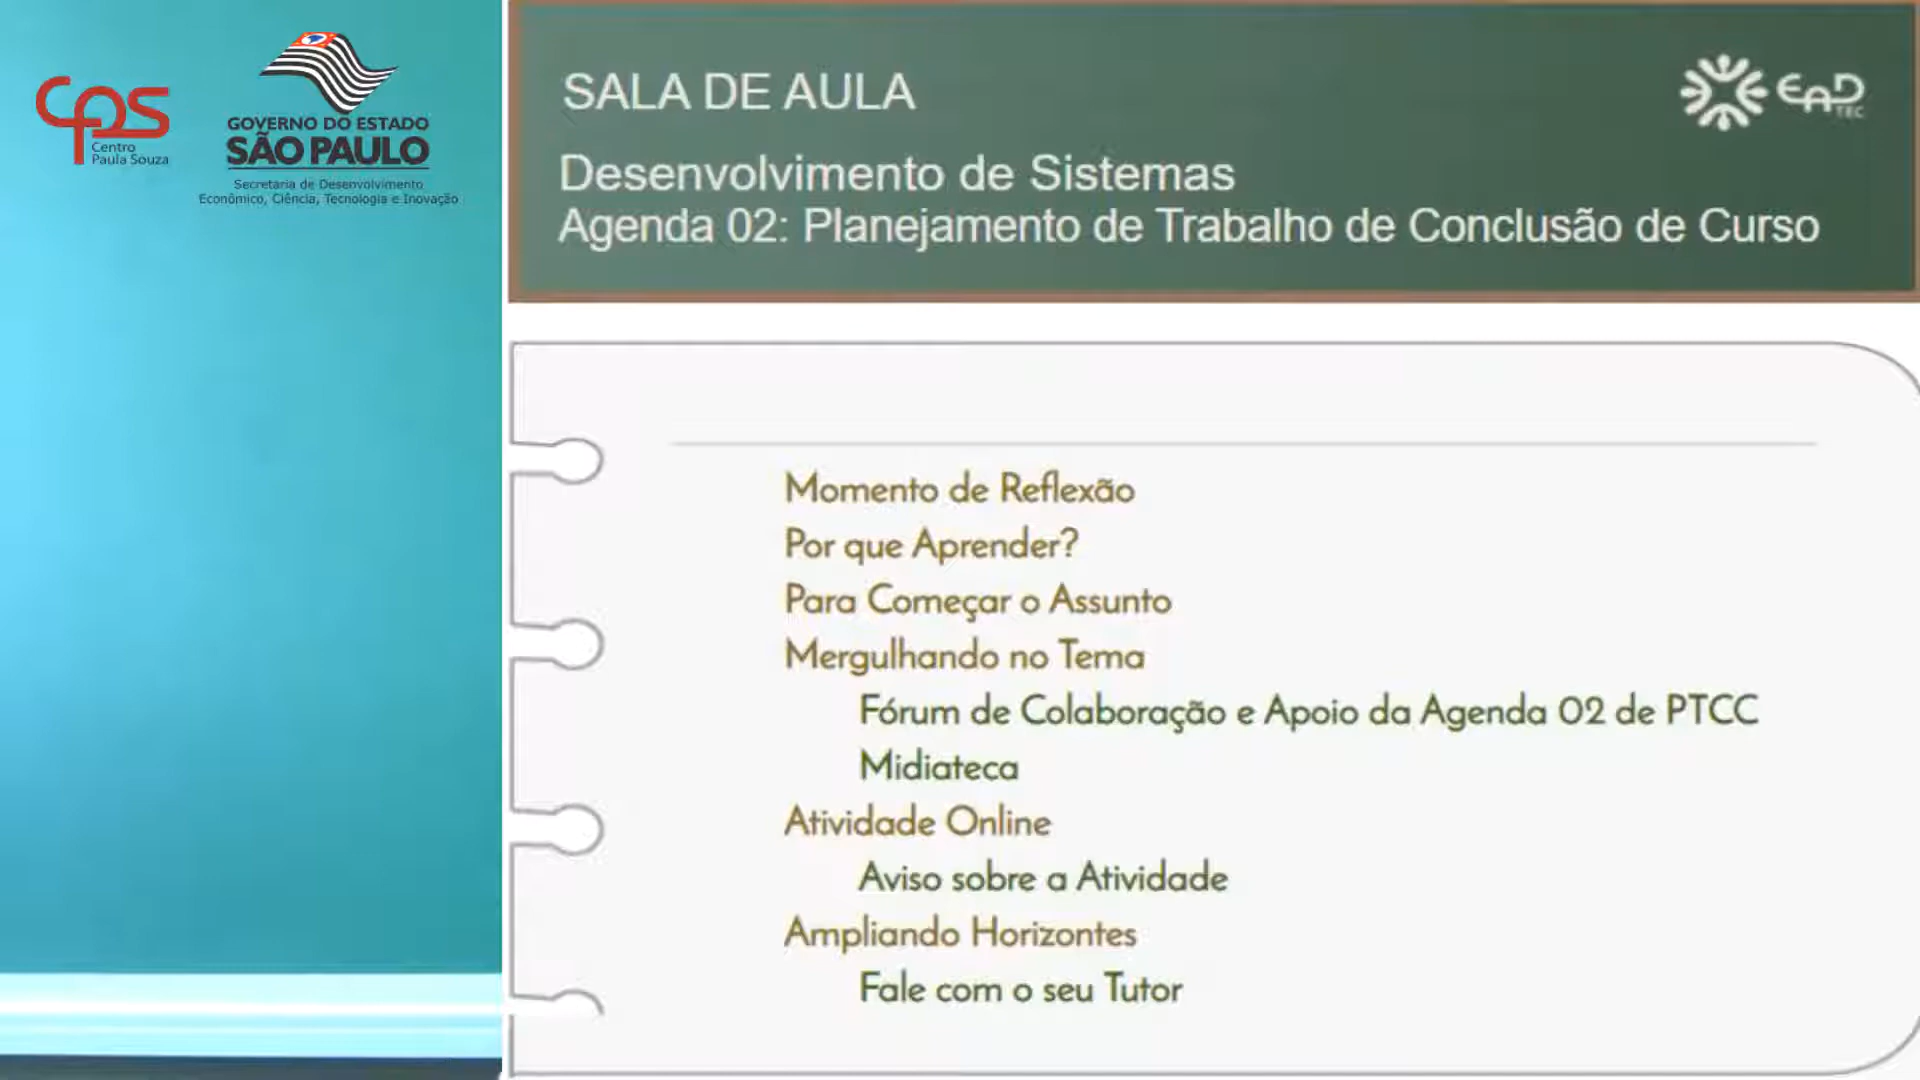 cps
Centro
Paula Souza
GOVERNO DO ESTADO
SÃO PAULO
Secretaria de Desenvolvimento
Econômico, Ciência, Tecnologia e Inovação
SALA DE AULA
EAD
TEC
Desenvolvimento de Sistemas
Agenda 02: Planejamento de Trabalho de Conclusão de Curso
Momento de Reflexão
Por que Aprender?
Para Começar o Assunto
Mergulhando no Tema
Fórum de Colaboração e Apoio da Agenda 02 de PTCC
Midiateca
Atividade Online
Aviso sobre a Atividade
Ampliando Horizontes
Fale com o seu Tutor